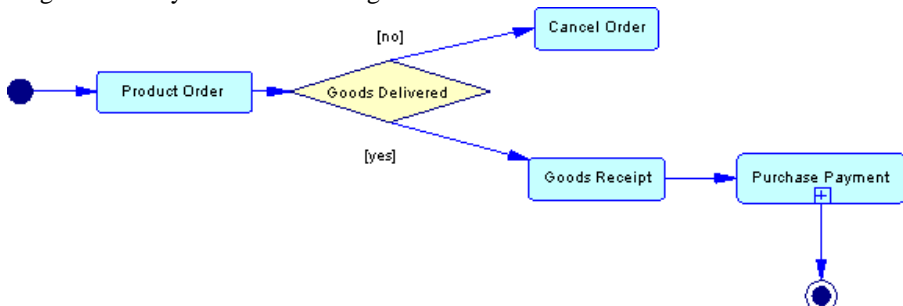 [no]
Cancel Order
Product Order
Goods Delivered
[yes]
Goods Receipt
Purchase Payment